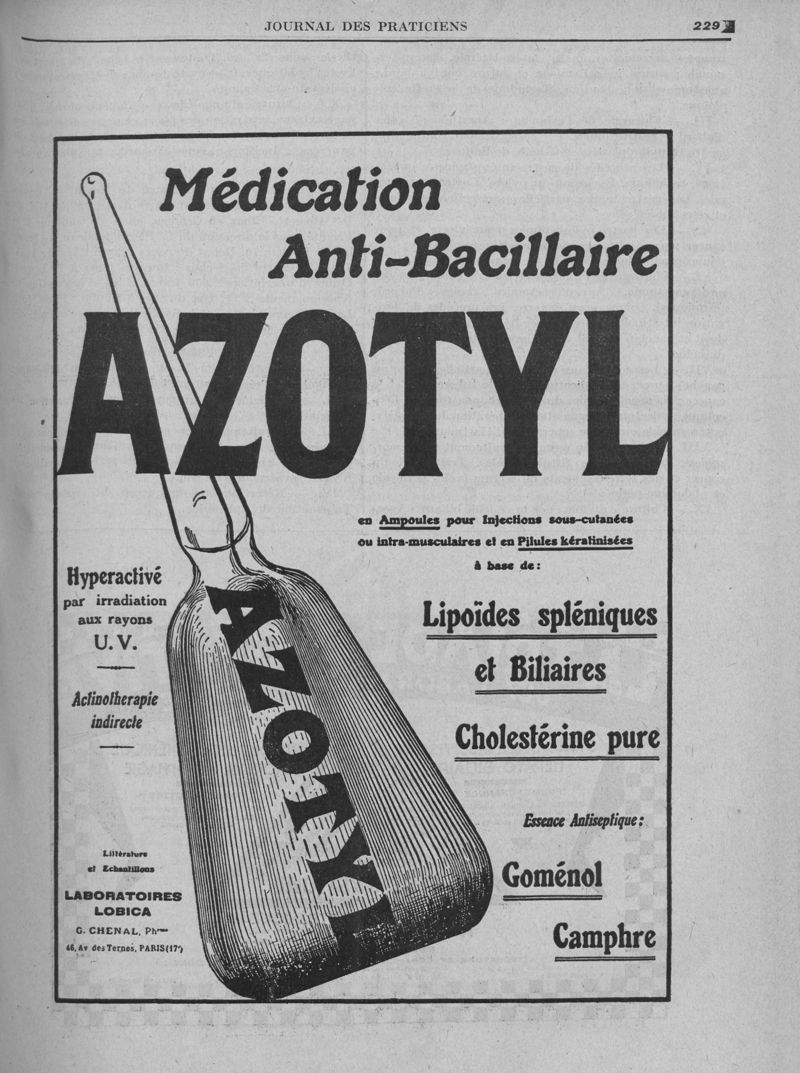 JOURNAL DES PRATICIENS
229
Médication
Anti-Bacillaire
AZOTYL
en Ampoules pour Injections sous-cutanées
ou intra-musculaires et en Pilules kératinisées
à base de:
Hyperactivé
par irradiation
aux rayons
U.V.
Actinotherapie
indirecte
AZOTYL
Lipoïdes spléniques
et Biliaires
Cholestérine pure
Essence Antiseptique:
Goménol
Camphre
Littérature
et Echantillons
LABORATOIRES
LOBICA
G. CHENAL, Phcien
46, Av des Ternes, PARIS (17e)